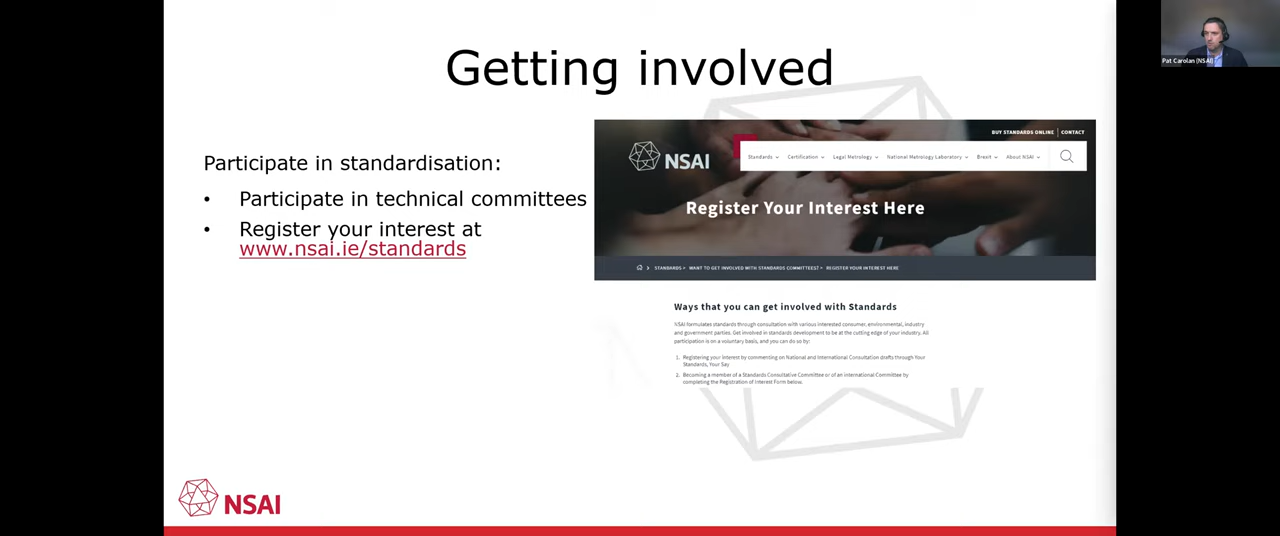 Getting involved
Pat Carolan (NSAI)
Participate in standardisation:
• Participate in technical committees
• Register your interest at
www.nsai.ie/standards
BUY STANDARDS ONLINE | CONTACT
NSAI
Standards Certification Legal Metrology National Metrology Laboratory Brexit About NSAI
Register Your Interest Here
STANDARDS > WANT TO GET INVOLVED WITH STANDARDS COMMITTEES? > REGISTER YOUR INTEREST HERE
Ways that you can get involved with Standards
NSAI formulates standards through consultation with various interested consumer, environmental, industry
and government parties. Get involved in standards development to be at the cutting edge of your industry. All
participation is on a voluntary basis, and you can do so by:
1. Registering your interest by commenting on National and International Consultation drafts through Your
Standards, Your Say
2. Becoming a member of a Standards Consultative Committee or of an international Committee by
completing the Registration of Interest Form below.
NSAI